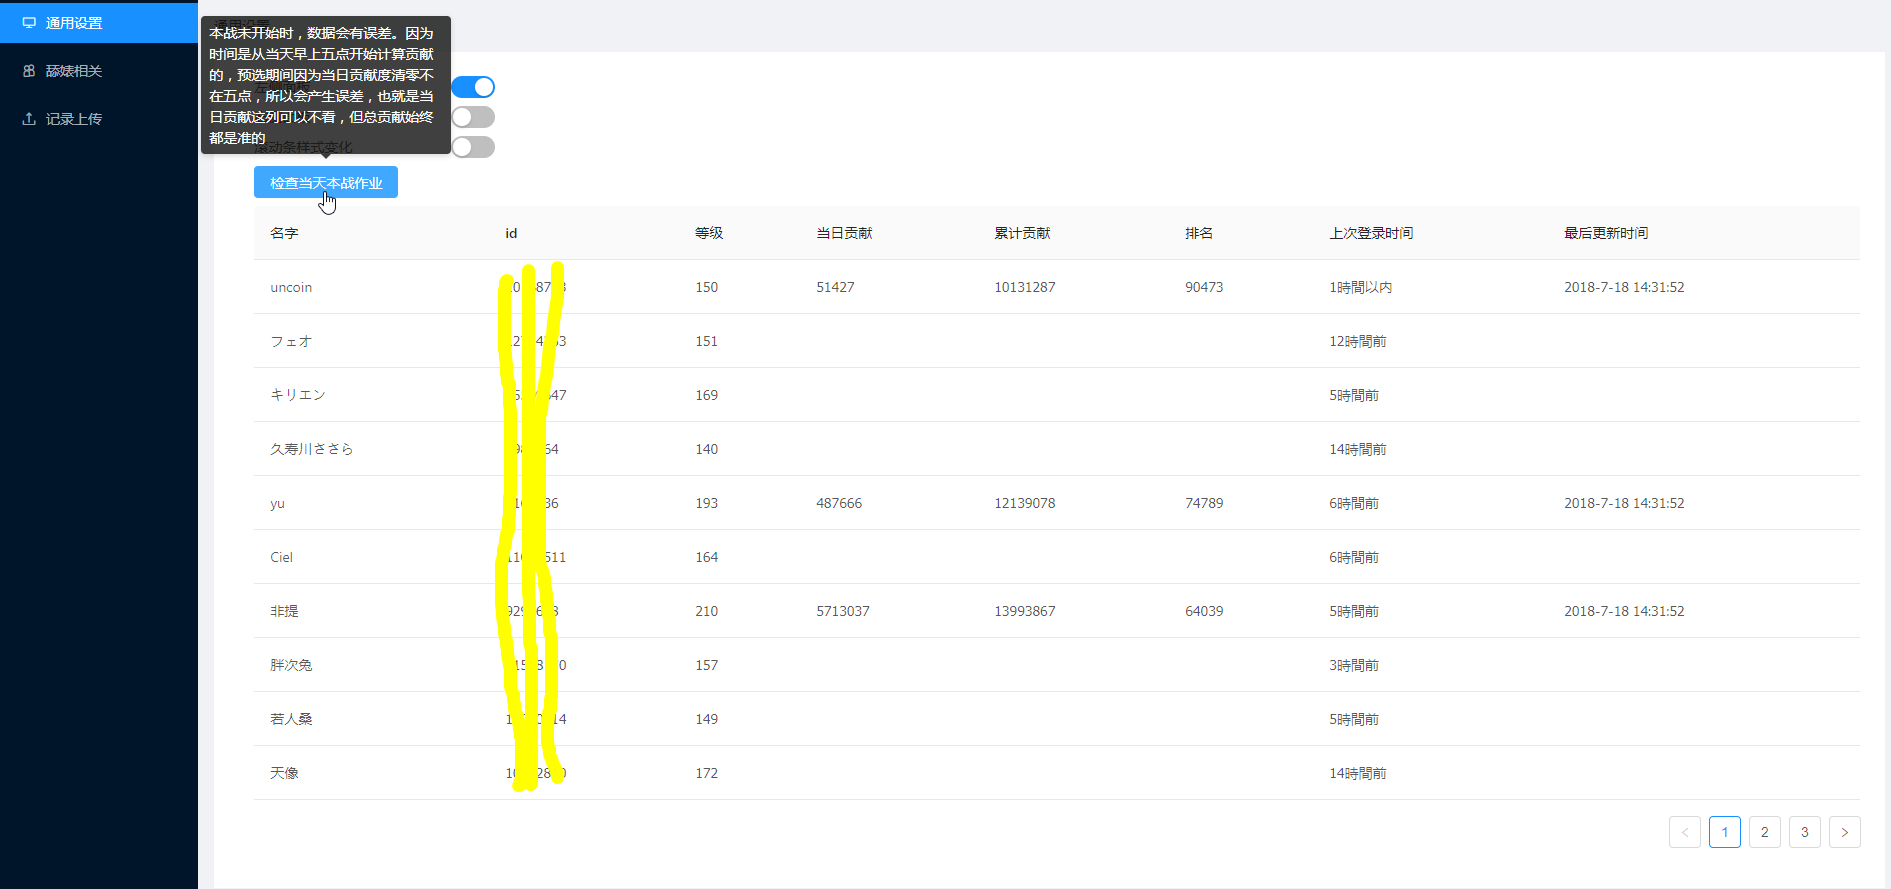 通用设置
舔婊相关
记录上传
本战未开始时，数据会有误差。因为
时间是从当天早上五点开始计算贡献
的，预选期间因为当日贡献度清零不
在五点，所以会产生误差，也就是当
日贡献这列可以不看，但总贡献始终
都是准的
滚动条样式变化
检查当天本战作业
名字 id 等级 当日贡献 累计贡献 排名 上次登录时间 最后更新时间
uncoin 150 51427 10131287 90473 1時間以内 2018-7-18 14:31:52
フェオ 151 12時間前
キリエン 169 5時間前
久寿川ささら 140 14時間前
yu 193 487666 12139078 74789 6時間前 2018-7-18 14:31:52
Ciel 164 6時間前
非提 210 5713037 13993867 64039 5時間前 2018-7-18 14:31:52
胖次兔 157 3時間前
若人桑 149 5時間前
天像 172 14時間前
< 1 2 3 >